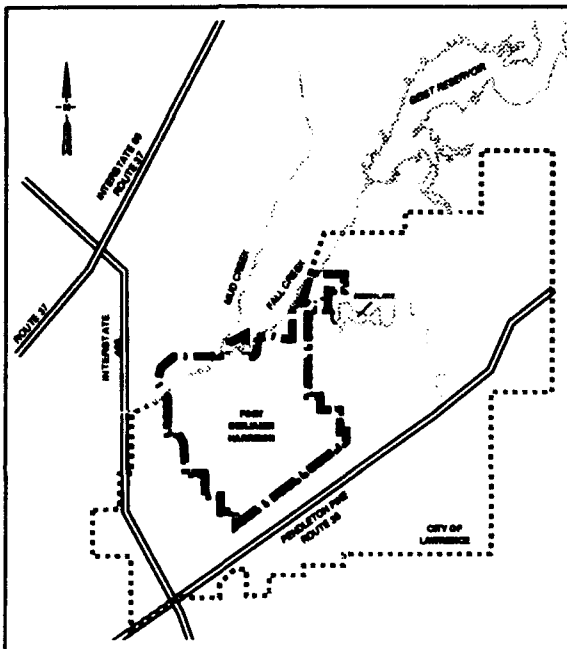 GEIST RESERVOIR
INTERSTATE 69
ROUTE 37
MUD CREEK
FALL CREEK
ROUTE 37
INTERSTATE
FORT
BENJAMIN
HARRISON
PENDLETON PIKE
ROUTE 36
CITY OF
LAWRENCE